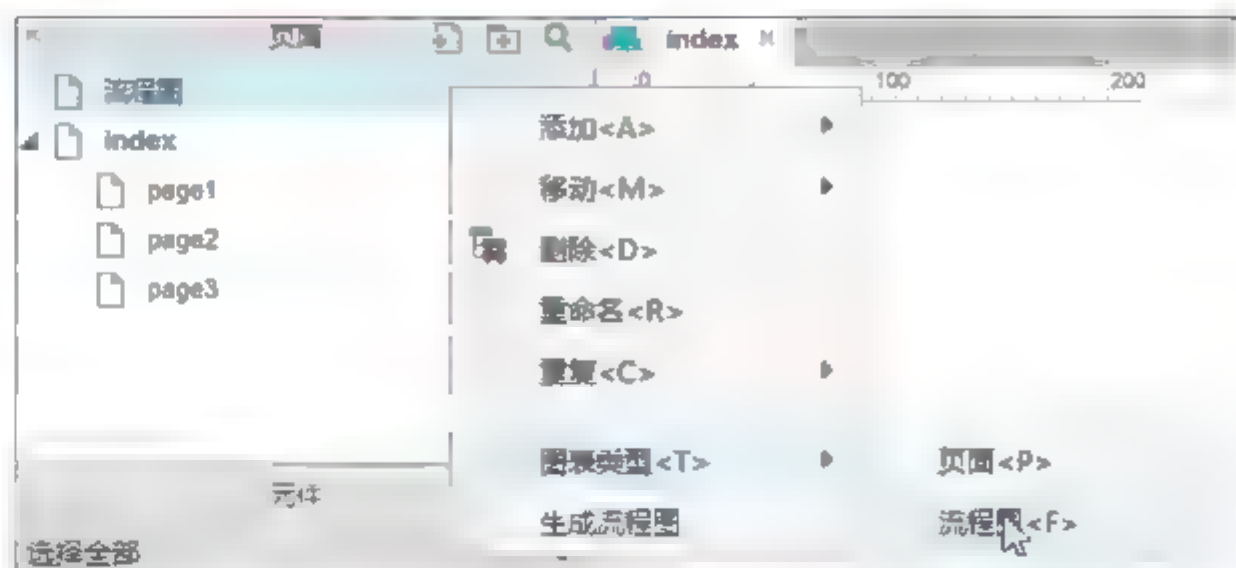 页面 index
100 200
流程图
index
page1
page2
page3
添加<A>
移动<M>
删除<D>
重命名<R>
重复<C>
图表类型<T>
页面<P>
生成流程图
流程图<F>
元件
选择全部